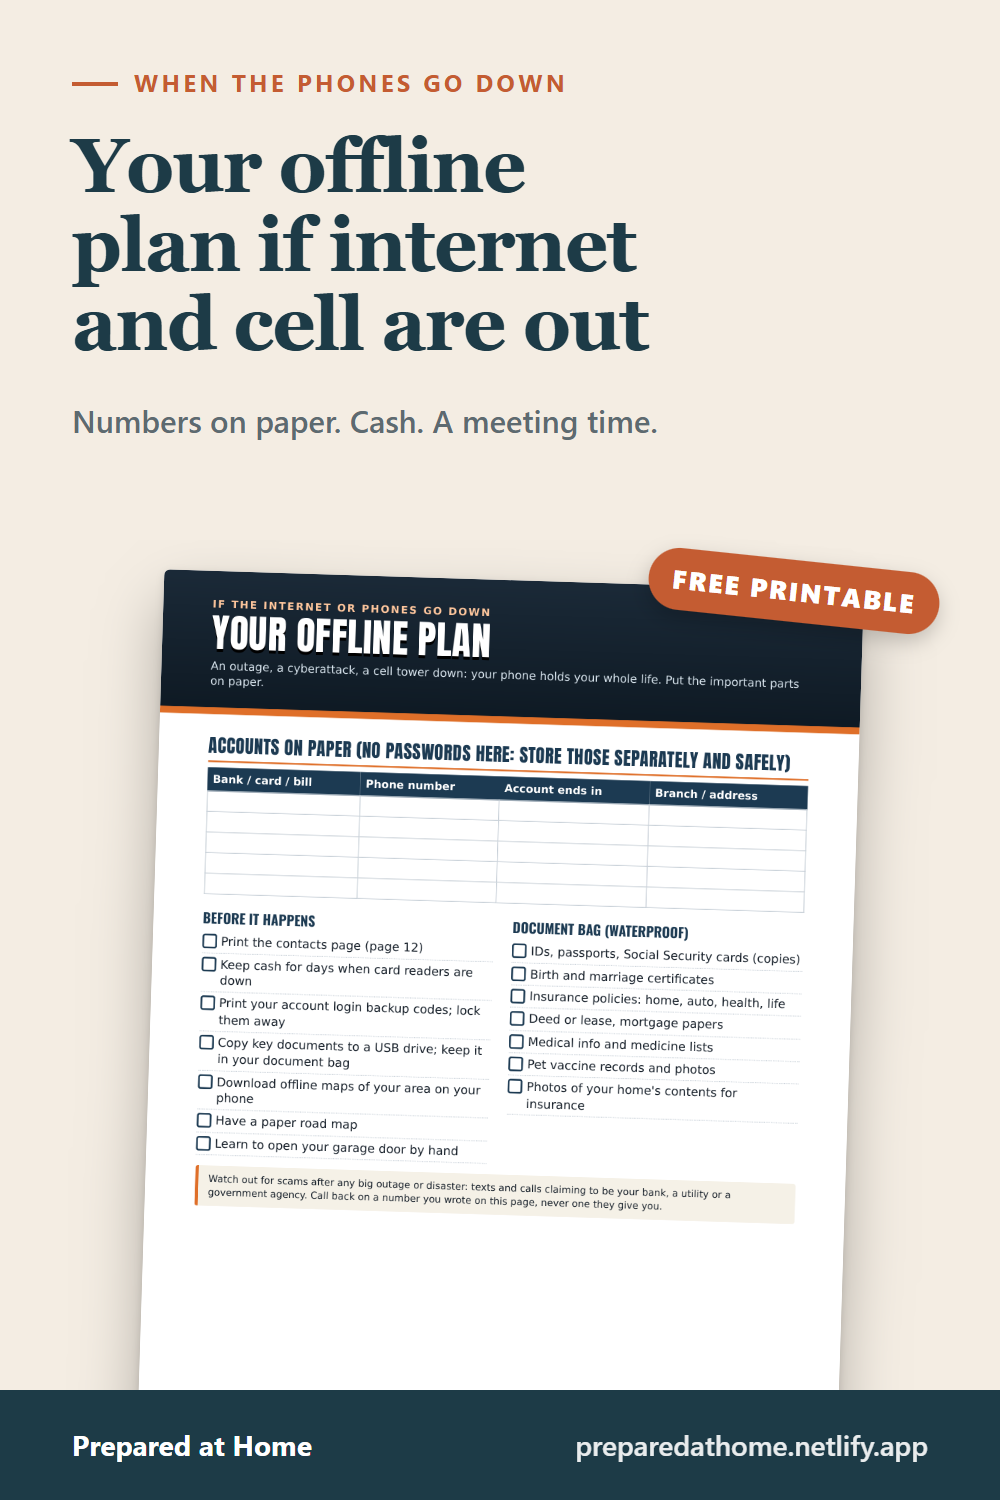 WHEN THE PHONES GO DOWN
Your offline
plan if internet
and cell are out
Numbers on paper. Cash. A meeting time.
FREE PRINTABLE
IF THE INTERNET OR PHONES GO DOWN
YOUR OFFLINE PLAN
An outage, a cyberattack, a cell tower down: your phone holds your whole life. Put the important parts
on paper.
ACCOUNTS ON PAPER (NO PASSWORDS HERE: STORE THOSE SEPARATELY AND SAFELY)
Bank / card / bill Phone number Account ends in Branch / address
BEFORE IT HAPPENS
Print the contacts page (page 12)
Keep cash for days when card readers are
down
Print your account login backup codes; lock
them away
Copy key documents to a USB drive; keep it
in your document bag
Download offline maps of your area on your
phone
Have a paper road map
Learn to open your garage door by hand
DOCUMENT BAG (WATERPROOF)
IDs, passports, Social Security cards (copies)
Birth and marriage certificates
Insurance policies: home, auto, health, life
Deed or lease, mortgage papers
Medical info and medicine lists
Pet vaccine records and photos
Photos of your home's contents for
insurance
Watch out for scams after any big outage or disaster: texts and calls claiming to be your bank, a utility or a
government agency. Call back on a number you wrote on this page, never one they give you.
Prepared at Home
preparedathome.netlify.app